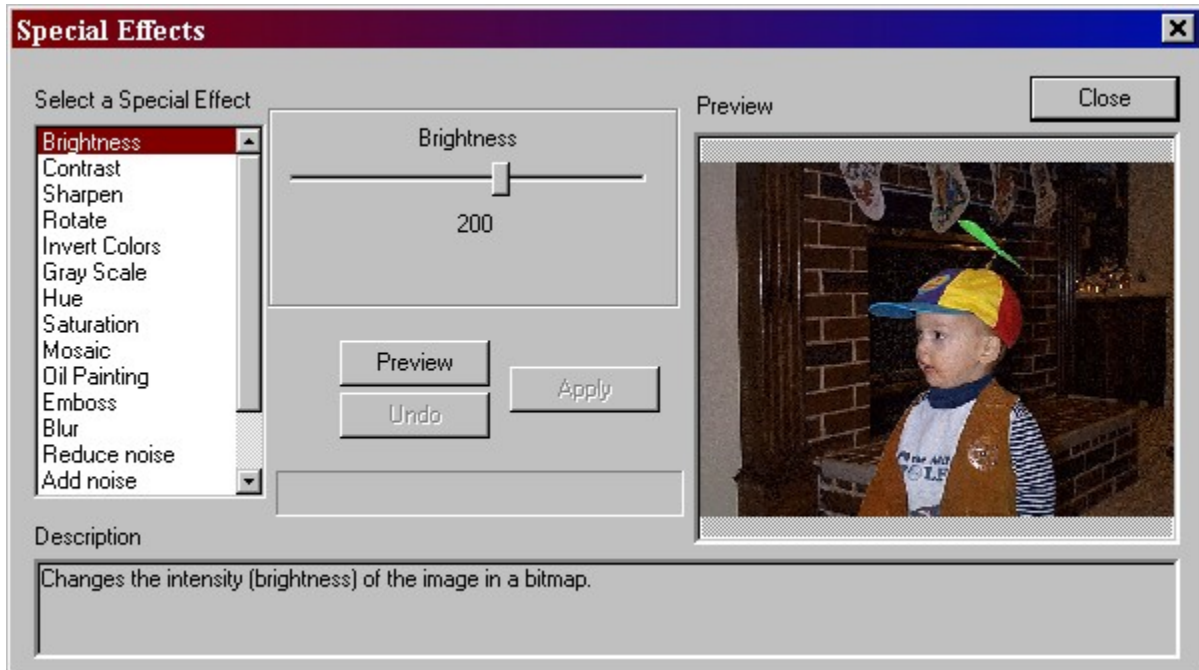 Special Effects
Select a Special Effect
Brightness
Contrast
Sharpen
Rotate
Invert Colors
Gray Scale
Hue
Saturation
Mosaic
Oil Painting
Emboss
Blur
Reduce noise
Add noise
Brightness
200
Preview
Undo
Apply
Preview
Close
Description
Changes the intensity (brightness) of the image in a bitmap.